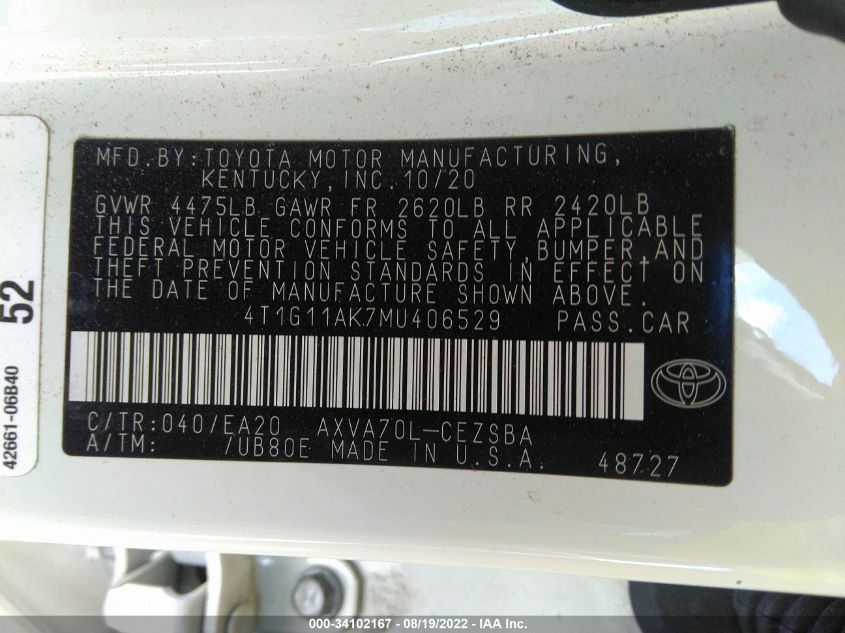 MFD. BY: TOYOTA MOTOR MANUFACTURING,
KENTUCKY, INC. 10/20
GVWR 4475LB GAWR FR 2620LB RR 2420LB
THIS VEHICLE CONFORMS TO ALL APPLICABLE
FEDERAL MOTOR VEHICLE SAFETY, BUMPER, AND
THEFT PREVENTION STANDARDS IN EFFECT ON
THE DATE OF MANUFACTURE SHOWN ABOVE.
4T1G11AK7MU406529 PASS. CAR
C/TR: 040/EA20 AXVA70L-CEZSBA
A/TM: /UB80E MADE IN U.S.A. 48727
52
42661-06B40
000-34102167 - 08/19/2022 - IAA Inc.